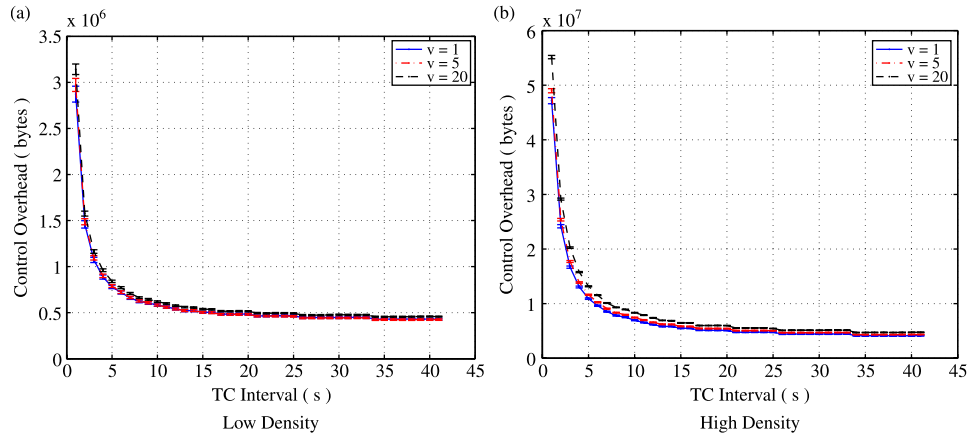 (a)
x 10^6
3.5
3
2.5
2
1.5
1
0.5
0
0 5 10 15 20 25 30 35 40 45
Control Overhead ( bytes )
TC Interval ( s )
v = 1
v = 5
v = 20
Low Density
(b)
x 10^7
6
5
4
3
2
1
0
0 5 10 15 20 25 30 35 40 45
Control Overhead ( bytes )
TC Interval ( s )
v = 1
v = 5
v = 20
High Density